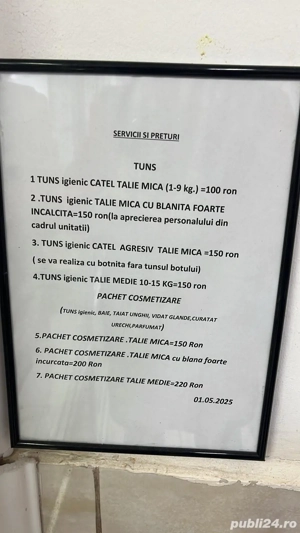 SERVICII SI PRETURI
TUNS
1 TUNS igienic CATEL TALIE MICA (1-9 kg.) =100 ron
2 .TUNS igienic TALIE MICA CU BLANITA FOARTE
INCALCITA=150 ron(la aprecierea personalului din
cadrul unitatii)
3. TUNS igienic CATEL AGRESIV TALIE MICA =150 ron
( se va realiza cu botnita fara tunsul botului)
4.TUNS igienic TALIE MEDIE 10-15 KG=150 ron
PACHET COSMETIZARE
(TUNS igienic, BAIE, TAIAT UNGHII, VIDAT GLANDE,CURATAT
URECHI,PARFUMAT)
5.PACHET COSMETIZARE .TALIE MICA=150 Ron
6. PACHET COSMETIZARE .TALIE MICA cu blana foarte
incurcata=200 Ron
7. PACHET COSMETIZARE TALIE MEDIE=220 Ron
01.05.2025
publi24.ro